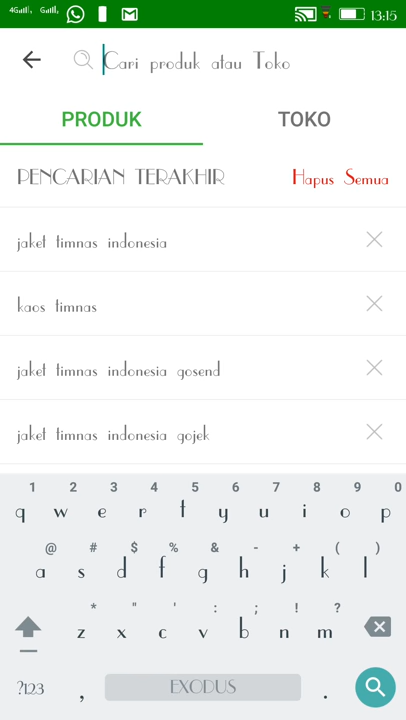 4G 13:15
Cari produk atau Toko
PRODUK TOKO
PENCARIAN TERAKHIR Hapus Semua
jaket timnas indonesia
kaos timnas
jaket timnas indonesia gosend
jaket timnas indonesia gojek
1 2 3 4 5 6 7 8 9 0
q w e r t y u i o p
@ # $ % & - + ( )
a s d f g h j k l
* " ' : ; ! ?
z x c v b n m
?123 , EXODUS .